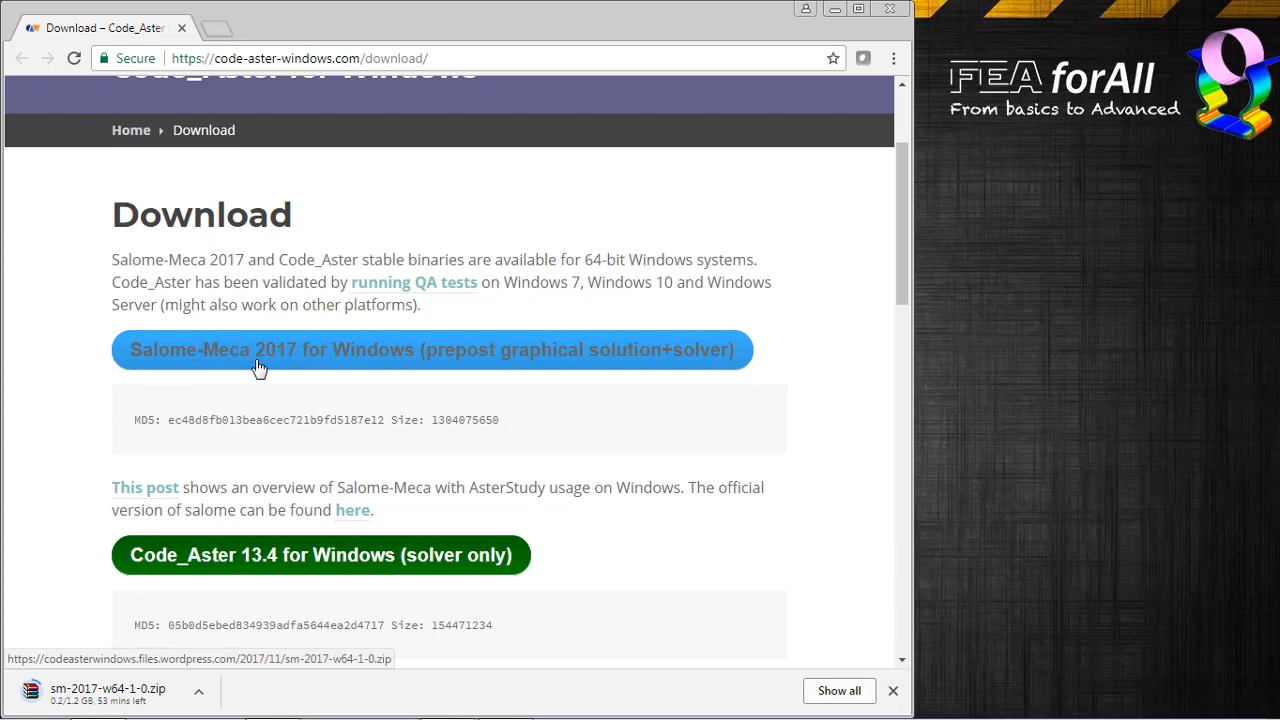 Download – Code_Aster
Secure
https://code-aster-windows.com/download/
Code_Aster for Windows
Home
Download
Download
Salome-Meca 2017 and Code_Aster stable binaries are available for 64-bit Windows systems.
Code_Aster has been validated by running QA tests on Windows 7, Windows 10 and Windows
Server (might also work on other platforms).
Salome-Meca 2017 for Windows (prepost graphical solution+solver)
MD5: ec48d8fb013bea6cec721b9fd5187e12 Size: 1304075650
This post shows an overview of Salome-Meca with AsterStudy usage on Windows. The official
version of salome can be found here.
Code_Aster 13.4 for Windows (solver only)
MD5: 05b0d5ebed834939adfa5644ea2d4717 Size: 154471234
https://codeasterwindows.files.wordpress.com/2017/11/sm-2017-w64-1-0.zip
sm-2017-w64-1-0.zip
0.2/1.2 GB, 53 mins left
Show all
FEA forAll
From basics to Advanced